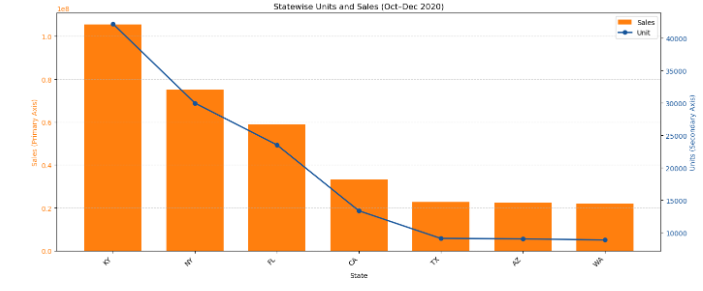 Statewise Units and Sales (Oct–Dec 2020)
1e8
Sales
Unit
1.0
0.8
0.6
0.4
0.2
0.0
Sales (Primary Axis)
40000
35000
30000
25000
20000
15000
10000
Units (Secondary Axis)
KY
NY
FL
CA
TX
AZ
WA
State